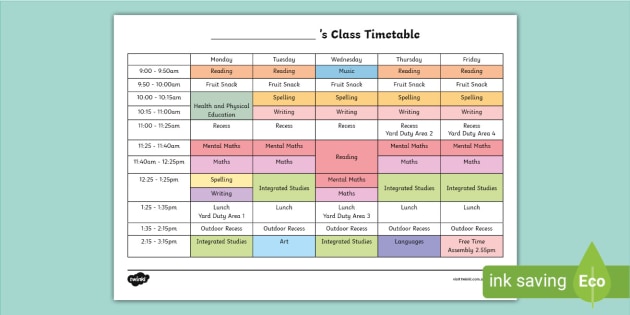 ____________________ 's Class Timetable
Monday Tuesday Wednesday Thursday Friday
9:00 - 9:50am Reading Reading Music Reading Reading
9:50 - 10:00am Fruit Snack Fruit Snack Fruit Snack Fruit Snack Fruit Snack
10:00 - 10:15am Health and Physical Education Spelling Spelling Spelling Spelling
10:15 - 11:00am Writing Writing Writing Writing
11:00 - 11:25am Recess Recess Recess Recess Yard Duty Area 2 Recess Yard Duty Area 4
11:25 - 11:40am Mental Maths Mental Maths Reading Mental Maths Mental Maths
11:40am - 12:25pm Maths Maths Maths Maths
12:25 - 1:25pm Spelling Integrated Studies Mental Maths Integrated Studies Integrated Studies
Writing Maths
1:25 - 1:35pm Lunch Yard Duty Area 1 Lunch Lunch Yard Duty Area 3 Lunch Lunch
1:35 - 2:15pm Outdoor Recess Outdoor Recess Outdoor Recess Outdoor Recess Outdoor Recess
2:15 - 3:15pm Integrated Studies Art Integrated Studies Languages Free Time Assembly 2.55pm
twinkl
visit twinkl.com
ink saving Eco